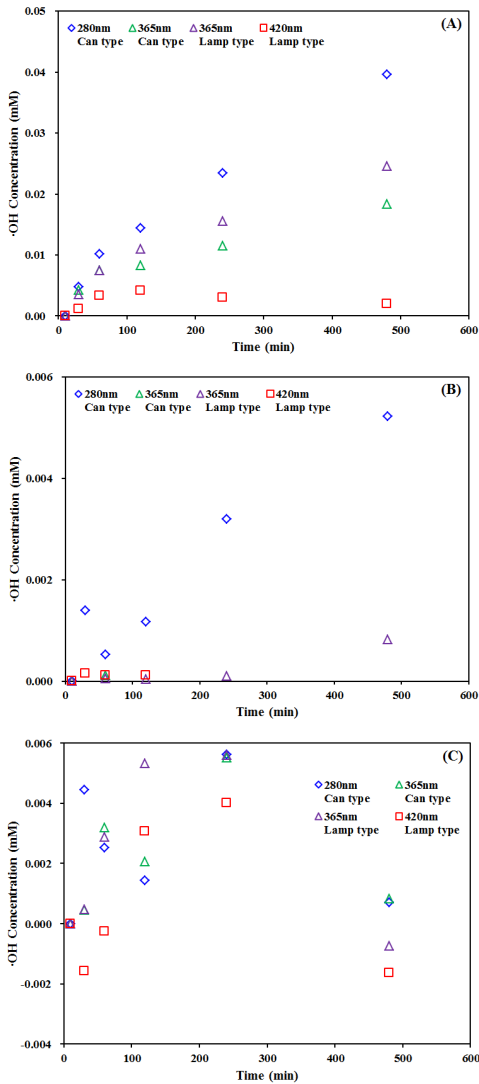 (A)
280nm 365nm 365nm 420nm
Can type Can type Lamp type Lamp type
·OH Concentration (mM)
0.05
0.04
0.03
0.02
0.01
0.00
0 100 200 300 400 500 600
Time (min)
(B)
280nm 365nm 365nm 420nm
Can type Can type Lamp type Lamp type
·OH Concentration (mM)
0.006
0.004
0.002
0.000
0 100 200 300 400 500 600
Time (min)
(C)
280nm 365nm
Can type Can type
365nm 420nm
Lamp type Lamp type
·OH Concentration (mM)
0.006
0.004
0.002
0.000
-0.002
-0.004
0 100 200 300 400 500 600
Time (min)